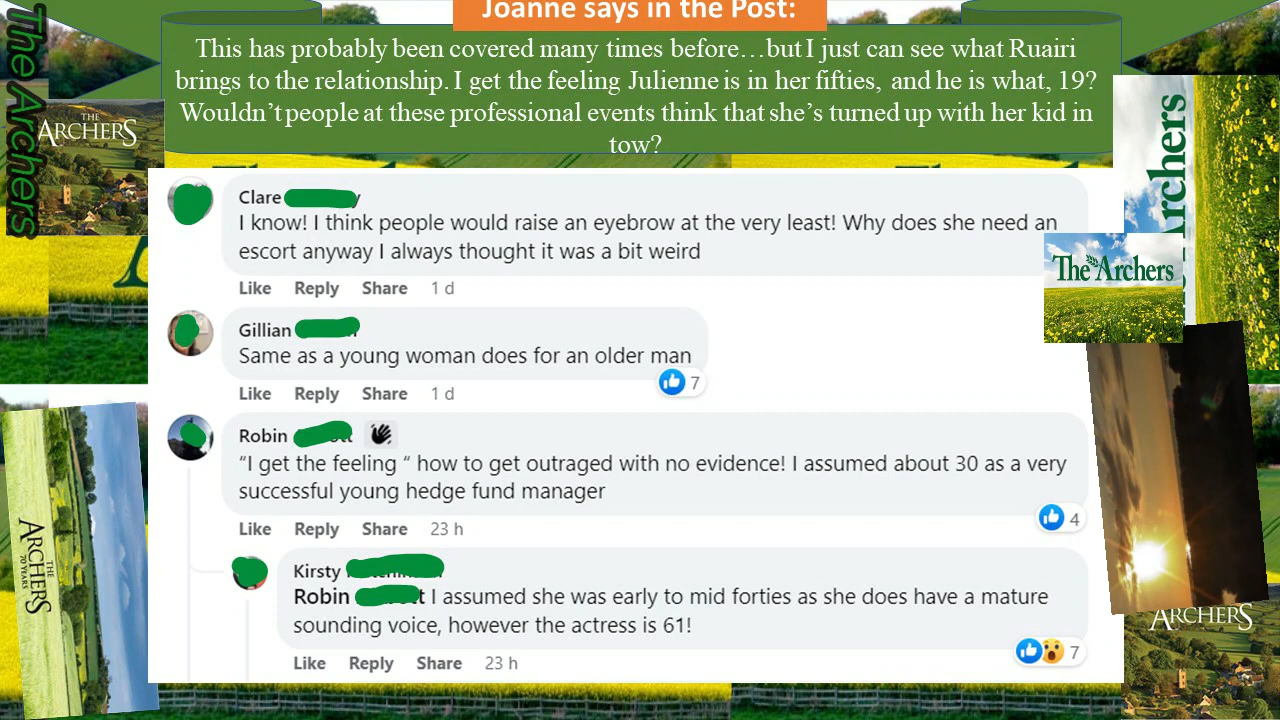 Joanne says in the Post:
This has probably been covered many times before…but I just can see what Ruairi
brings to the relationship. I get the feeling Julienne is in her fifties, and he is what, 19?
Wouldn't people at these professional events think that she's turned up with her kid in
tow?
The Archers
THE
ARCHERS
Clare
I know! I think people would raise an eyebrow at the very least! Why does she need an
escort anyway I always thought it was a bit weird
Like Reply Share 1 d
Gillian
Same as a young woman does for an older man
7
Like Reply Share 1 d
Robin
“I get the feeling “ how to get outraged with no evidence! I assumed about 30 as a very
successful young hedge fund manager
4
Like Reply Share 23 h
Kirsty
Robin I assumed she was early to mid forties as she does have a mature
sounding voice, however the actress is 61!
7
Like Reply Share 23 h
Archers
The Archers
THE
ARCHERS
70 YEARS
ARCHERS